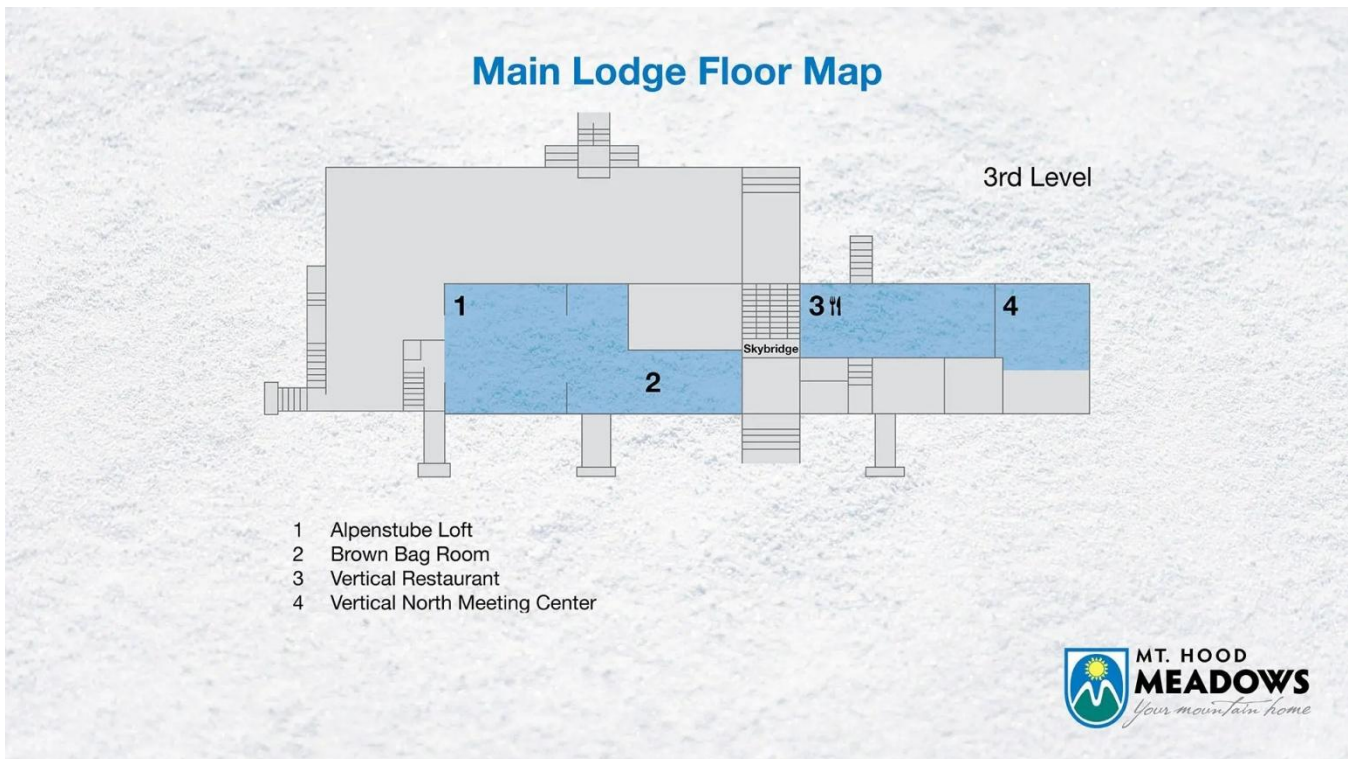 Main Lodge Floor Map
3rd Level
1
3
4
Skybridge
2
1 Alpenstube Loft
2 Brown Bag Room
3 Vertical Restaurant
4 Vertical North Meeting Center
MT. HOOD
MEADOWS
Your mountain home